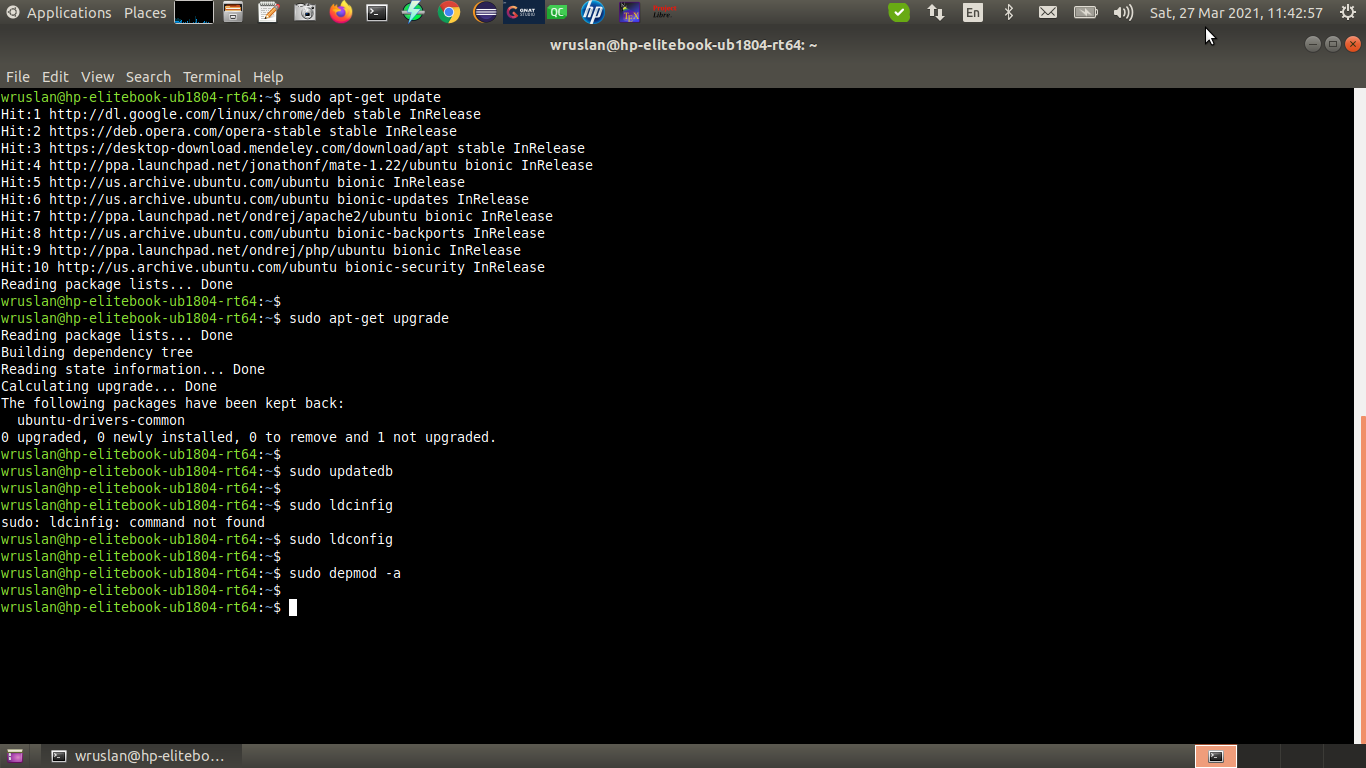 Applications Places GMAT STUDIO QC hp TEX En Sat, 27 Mar 2021, 11:42:57
wruslan@hp-elitebook-ub1804-rt64: ~
File Edit View Search Terminal Help
wruslan@hp-elitebook-ub1804-rt64:~$ sudo apt-get update
Hit:1 http://dl.google.com/linux/chrome/deb stable InRelease
Hit:2 https://deb.opera.com/opera-stable stable InRelease
Hit:3 https://desktop-download.mendeley.com/download/apt stable InRelease
Hit:4 http://ppa.launchpad.net/jonathonf/mate-1.22/ubuntu bionic InRelease
Hit:5 http://us.archive.ubuntu.com/ubuntu bionic InRelease
Hit:6 http://us.archive.ubuntu.com/ubuntu bionic-updates InRelease
Hit:7 http://ppa.launchpad.net/ondrej/apache2/ubuntu bionic InRelease
Hit:8 http://us.archive.ubuntu.com/ubuntu bionic-backports InRelease
Hit:9 http://ppa.launchpad.net/ondrej/php/ubuntu bionic InRelease
Hit:10 http://us.archive.ubuntu.com/ubuntu bionic-security InRelease
Reading package lists... Done
wruslan@hp-elitebook-ub1804-rt64:~$
wruslan@hp-elitebook-ub1804-rt64:~$ sudo apt-get upgrade
Reading package lists... Done
Building dependency tree
Reading state information... Done
Calculating upgrade... Done
The following packages have been kept back:
  ubuntu-drivers-common
0 upgraded, 0 newly installed, 0 to remove and 1 not upgraded.
wruslan@hp-elitebook-ub1804-rt64:~$
wruslan@hp-elitebook-ub1804-rt64:~$ sudo updatedb
wruslan@hp-elitebook-ub1804-rt64:~$
wruslan@hp-elitebook-ub1804-rt64:~$ sudo ldcinfig
sudo: ldcinfig: command not found
wruslan@hp-elitebook-ub1804-rt64:~$ sudo ldconfig
wruslan@hp-elitebook-ub1804-rt64:~$
wruslan@hp-elitebook-ub1804-rt64:~$ sudo depmod -a
wruslan@hp-elitebook-ub1804-rt64:~$
wruslan@hp-elitebook-ub1804-rt64:~$
wruslan@hp-elitebo...